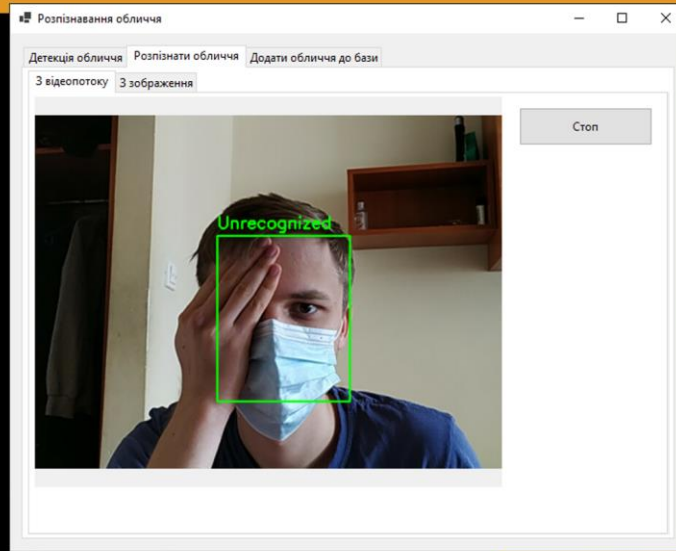 Розпізнавання обличчя
Детекція обличчя Розпізнати обличчя Додати обличчя до бази
З відеопотоку З зображення
Стоп
Unrecognized